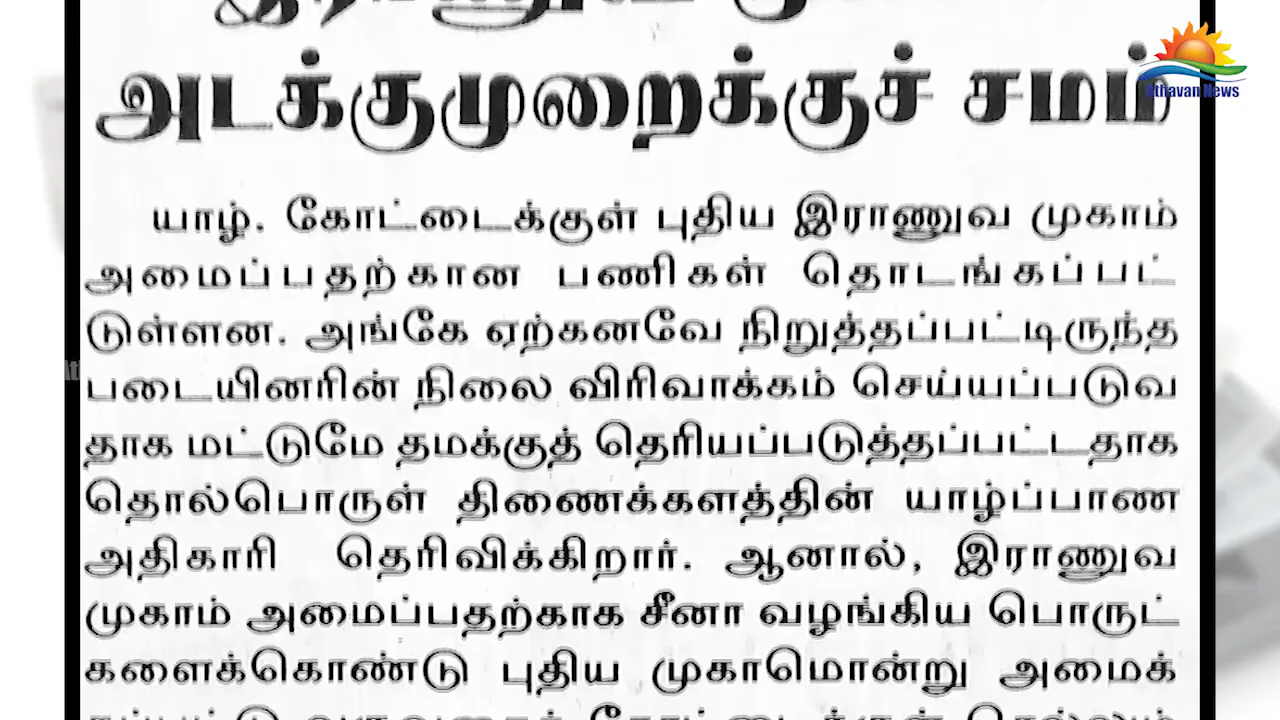 அடக்குமுறைக்குச் சமம்
Athavan News
யாழ். கோட்டைக்குள் புதிய இராணுவ முகாம்
அமைப்பதற்கான பணிகள் தொடங்கப்பட்
டுள்ளன. அங்கே ஏற்கனவே நிறுத்தப்பட்டிருந்த
படையினரின் நிலை விரிவாக்கம் செய்யப்படுவ
தாக மட்டுமே தமக்குத் தெரியப்படுத்தப்பட்டதாக
தொல்பொருள் திணைக்களத்தின் யாழ்ப்பாண
அதிகாரி தெரிவிக்கிறார். ஆனால், இராணுவ
முகாம் அமைப்பதற்காக சீனா வழங்கிய பொருட்
களைக்கொண்டு புதிய முகாமொன்று அமைக்